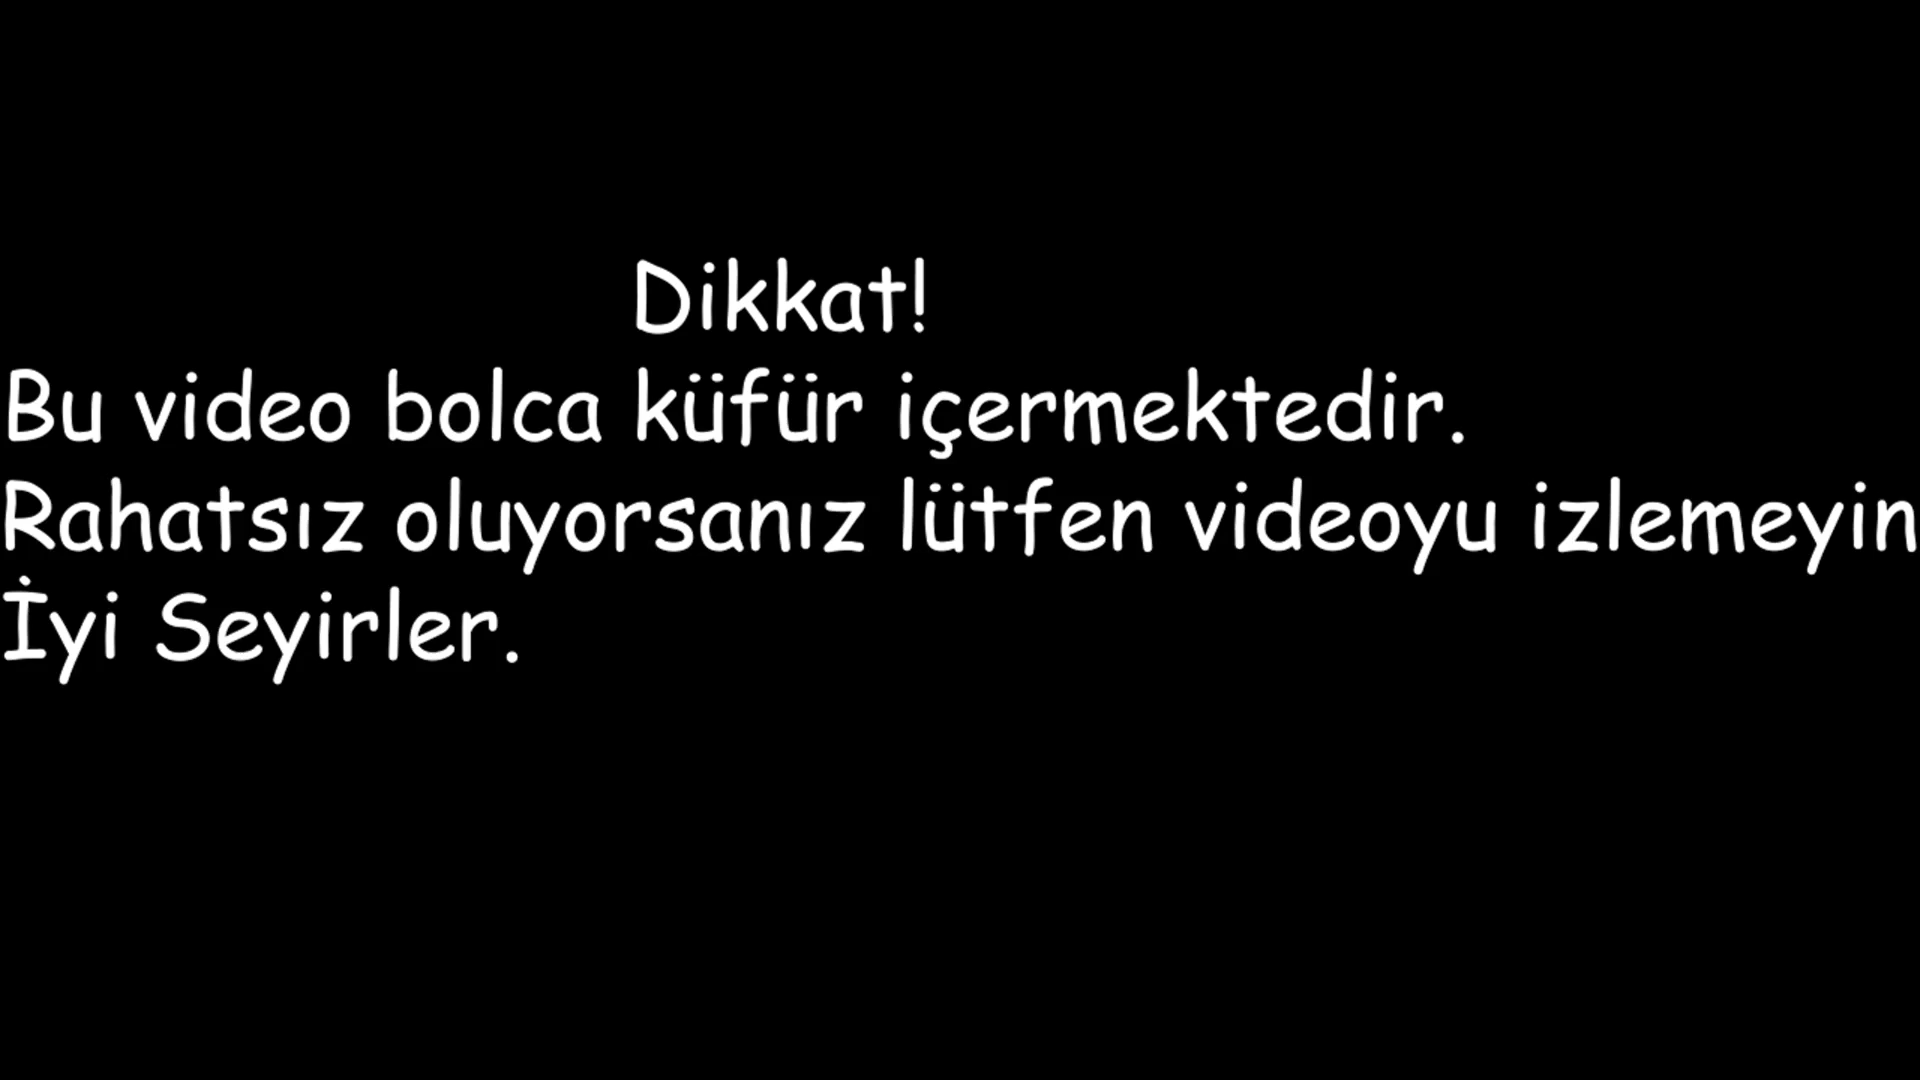 Dikkat!
Bu video bolca küfür içermektedir.
Rahatsız oluyorsanız lütfen videoyu izlemeyin
İyi Seyirler.